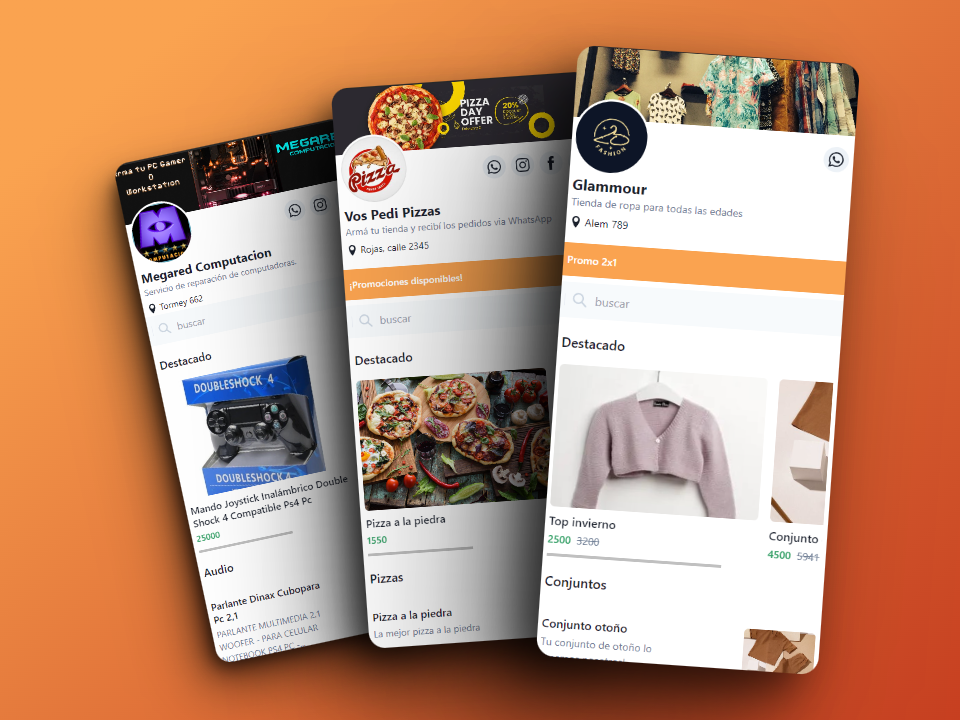 rmá tu PC Gamer
O
Workstation
MEGARE
COMPUTACIO
Megared Computacion
Servicio de reparación de computadoras.
Tormey 662
buscar
Destacado
DOUBLESHOCK 4
DOUBLESHOCK 4
Mando Joystick Inalámbrico Double
Shock 4 Compatible Ps4 Pc
25000
Audio
Parlante Dinax Cubopara
Pc 2,1
PARLANTE MULTIMEDIA 2,1
WOOFER - PARA CELULAR
NOTEBOOK PS4 PC -...
PIZZA
DAY
OFFER
20%
Pizza
Vos Pedi Pizzas
Armá tu tienda y recibí los pedidos via WhatsApp
Rojas, calle 2345
¡Promociones disponibles!
buscar
Destacado
Pizza a la piedra
1550
Pizzas
Pizza a la piedra
La mejor pizza a la piedra
FASHION
Glammour
Tienda de ropa para todas las edades
Alem 789
Promo 2x1
buscar
Destacado
Top invierno
2500 3200
Conjunto
4500 5941
Conjuntos
Conjunto otoño
Tu conjunto de otoño lo